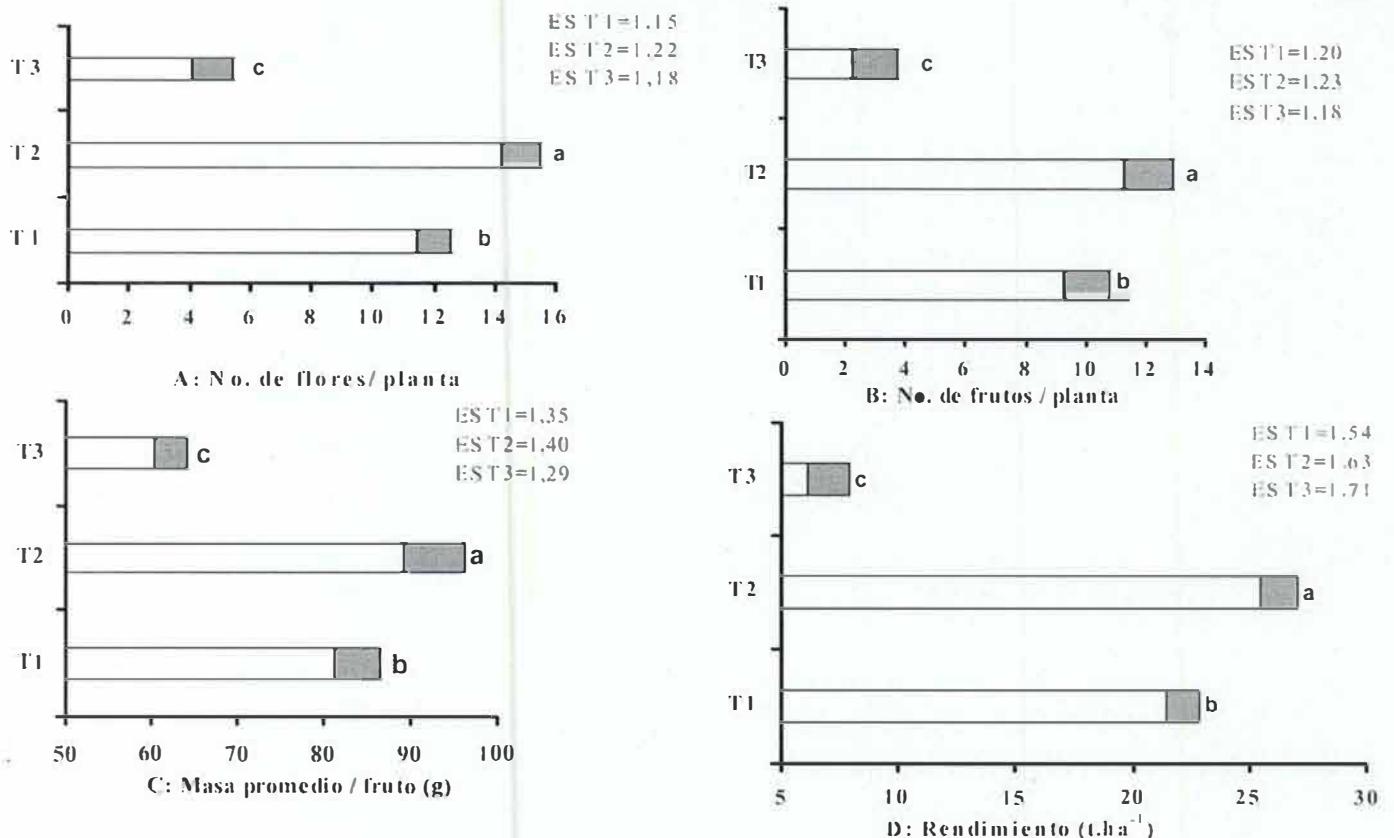 ES T1=1,15
ES T2=1,22
ES T3=1,18
T3
c
T2
a
T1
b
0 2 4 6 8 10 12 14 16
A: No. de flores/ planta
ES T1=1.20
ES T2=1.23
ES T3=1,18
T3
c
T2
a
T1
b
0 2 4 6 8 10 12 14
B: No. de frutos / planta
ES T1=1,35
ES T2=1,40
ES T3=1,29
T3
c
T2
a
T1
b
50 60 70 80 90 100
C: Masa promedio / fruto (g)
ES T1=1.54
ES T2=1.63
ES T3=1.71
T3
c
T2
a
T1
b
5 10 15 20 25 30
D: Rendimiento (t.ha⁻¹)